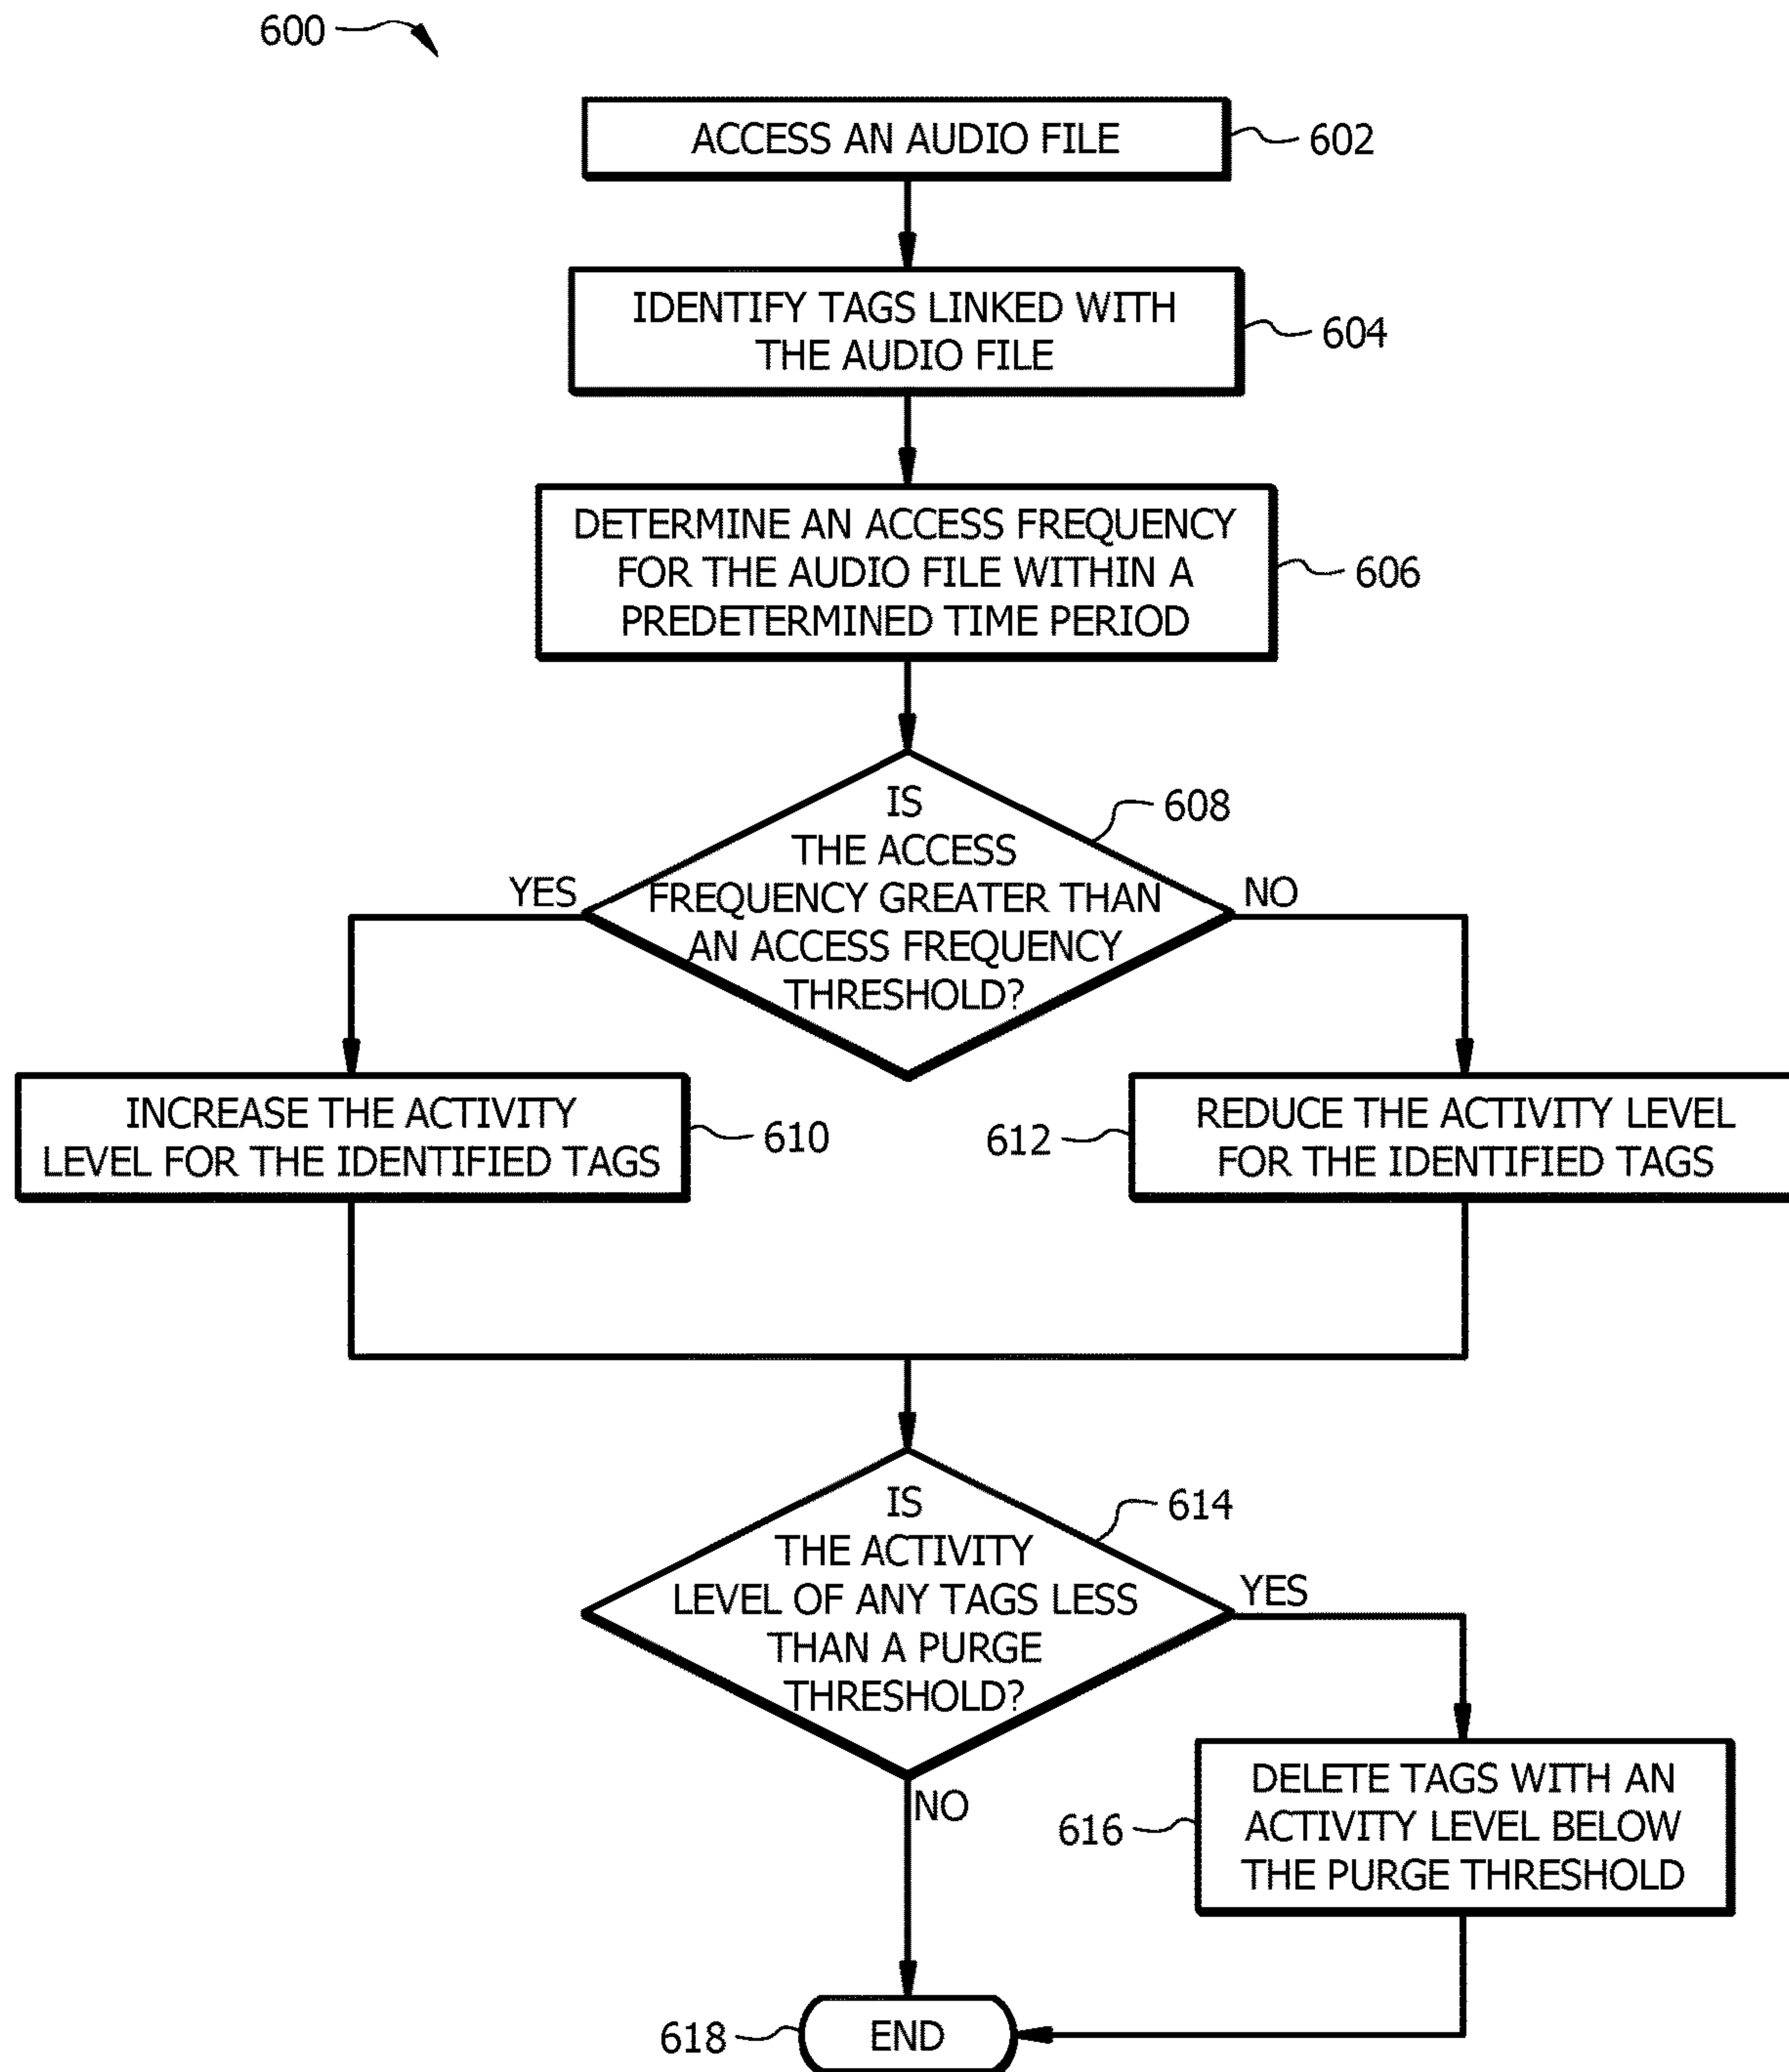 600
ACCESS AN AUDIO FILE
602
IDENTIFY TAGS LINKED WITH
THE AUDIO FILE
604
DETERMINE AN ACCESS FREQUENCY
FOR THE AUDIO FILE WITHIN A
PREDETERMINED TIME PERIOD
606
IS
THE ACCESS
FREQUENCY GREATER THAN
AN ACCESS FREQUENCY
THRESHOLD?
608
YES
NO
INCREASE THE ACTIVITY
LEVEL FOR THE IDENTIFIED TAGS
610
612
REDUCE THE ACTIVITY LEVEL
FOR THE IDENTIFIED TAGS
IS
THE ACTIVITY
LEVEL OF ANY TAGS LESS
THAN A PURGE
THRESHOLD?
614
YES
NO
616
DELETE TAGS WITH AN
ACTIVITY LEVEL BELOW
THE PURGE THRESHOLD
618
END